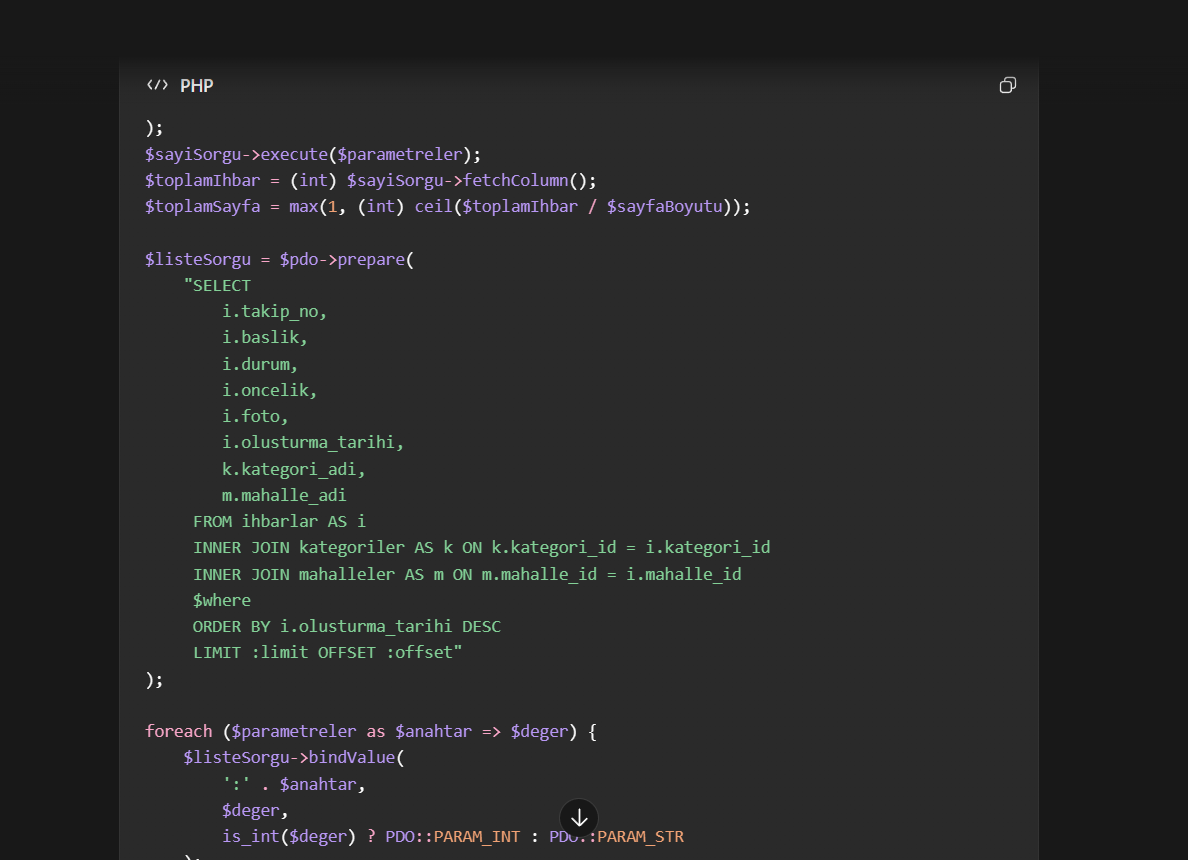 </> PHP
);
$sayiSorgu->execute($parametreler);
$toplamIhbar = (int) $sayiSorgu->fetchColumn();
$toplamSayfa = max(1, (int) ceil($toplamIhbar / $sayfaBoyutu));
$listeSorgu = $pdo->prepare(
    "SELECT
        i.takip_no,
        i.baslik,
        i.durum,
        i.oncelik,
        i.foto,
        i.olusturma_tarihi,
        k.kategori_adi,
        m.mahalle_adi
     FROM ihbarlar AS i
     INNER JOIN kategoriler AS k ON k.kategori_id = i.kategori_id
     INNER JOIN mahalleler AS m ON m.mahalle_id = i.mahalle_id
     $where
     ORDER BY i.olusturma_tarihi DESC
     LIMIT :limit OFFSET :offset"
);
foreach ($parametreler as $anahtar => $deger) {
    $listeSorgu->bindValue(
        ':' . $anahtar,
        $deger,
        is_int($deger) ? PDO::PARAM_INT : PDO::PARAM_STR
    );